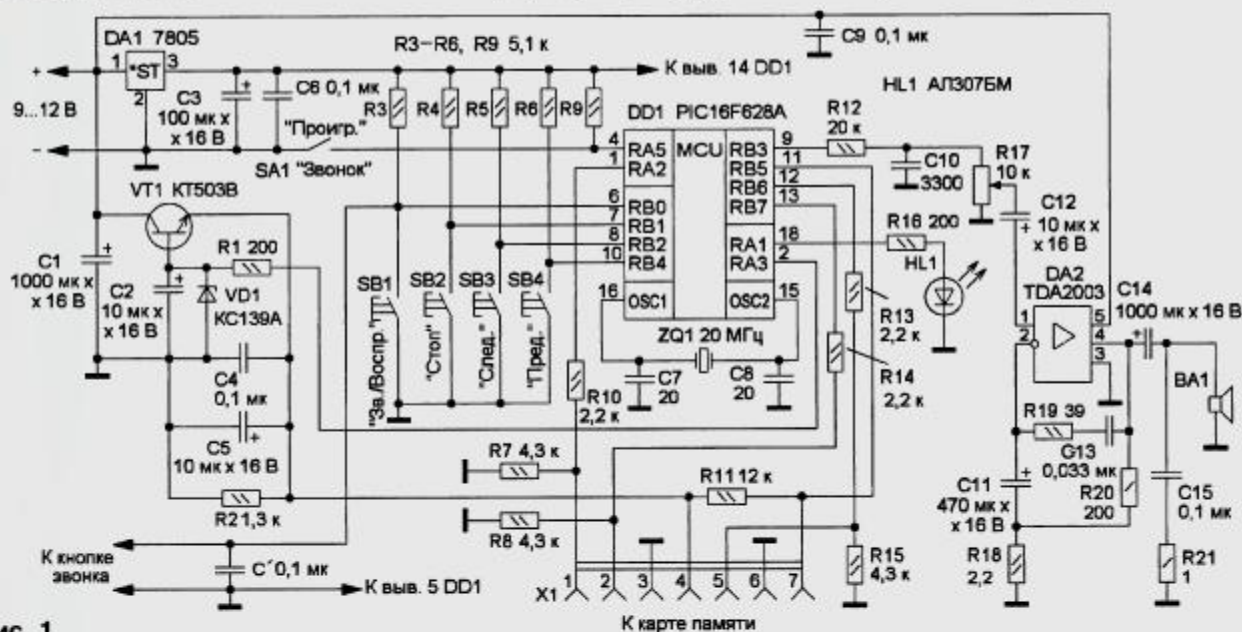 DA1 7805
1
*ST
3
2
+
9...12 В
−
C3
100 мк х
х 16 В
C6 0,1 мк
"Проигр."
SA1 "Звонок"
R3−R6, R9 5,1 к
R3
R4
R5
R6
R9
К выв. 14 DD1
C9 0,1 мк
HL1 АЛ307БМ
DD1 PIC16F628A
MCU
4
1
6
7
8
10
16
RA5
RA2
RB0
RB1
RB2
RB4
OSC1
RB3
RB5
RB6
RB7
RA1
RA3
OSC2
9
11
12
13
18
2
15
R12
20 к
C10
3300
R17
10 к
C12
10 мк х
х 16 В
R16 200
HL1
VT1 КТ503В
C1
1000 мк х
х 16 В
R1 200
C2
10 мк х
х 16 В
VD1
КС139А
C4
0,1 мк
C5
10 мк х 16 В
R2 1,3 к
SB1
"Зв./Воспр."
SB2
"Стоп"
SB3
"След."
SB4
"Пред."
ZQ1 20 МГц
C7
20
C8
20
R10
2,2 к
R13
2,2 к
R14
2,2 к
R7 4,3 к
R8 4,3 к
R11 12 к
R15
4,3 к
DA2
TDA2003
1
2
5
4
3
C14
1000 мк х 16 В
BA1
R19 39
C13
0,033 мк
C11
470 мк х
х 16 В
R20
200
R18
2,2
C15
0,1 мк
R21
1
К кнопке
звонка
C´ 0,1 мк
К выв. 5 DD1
X1
1
2
3
4
5
6
7
К карте памяти